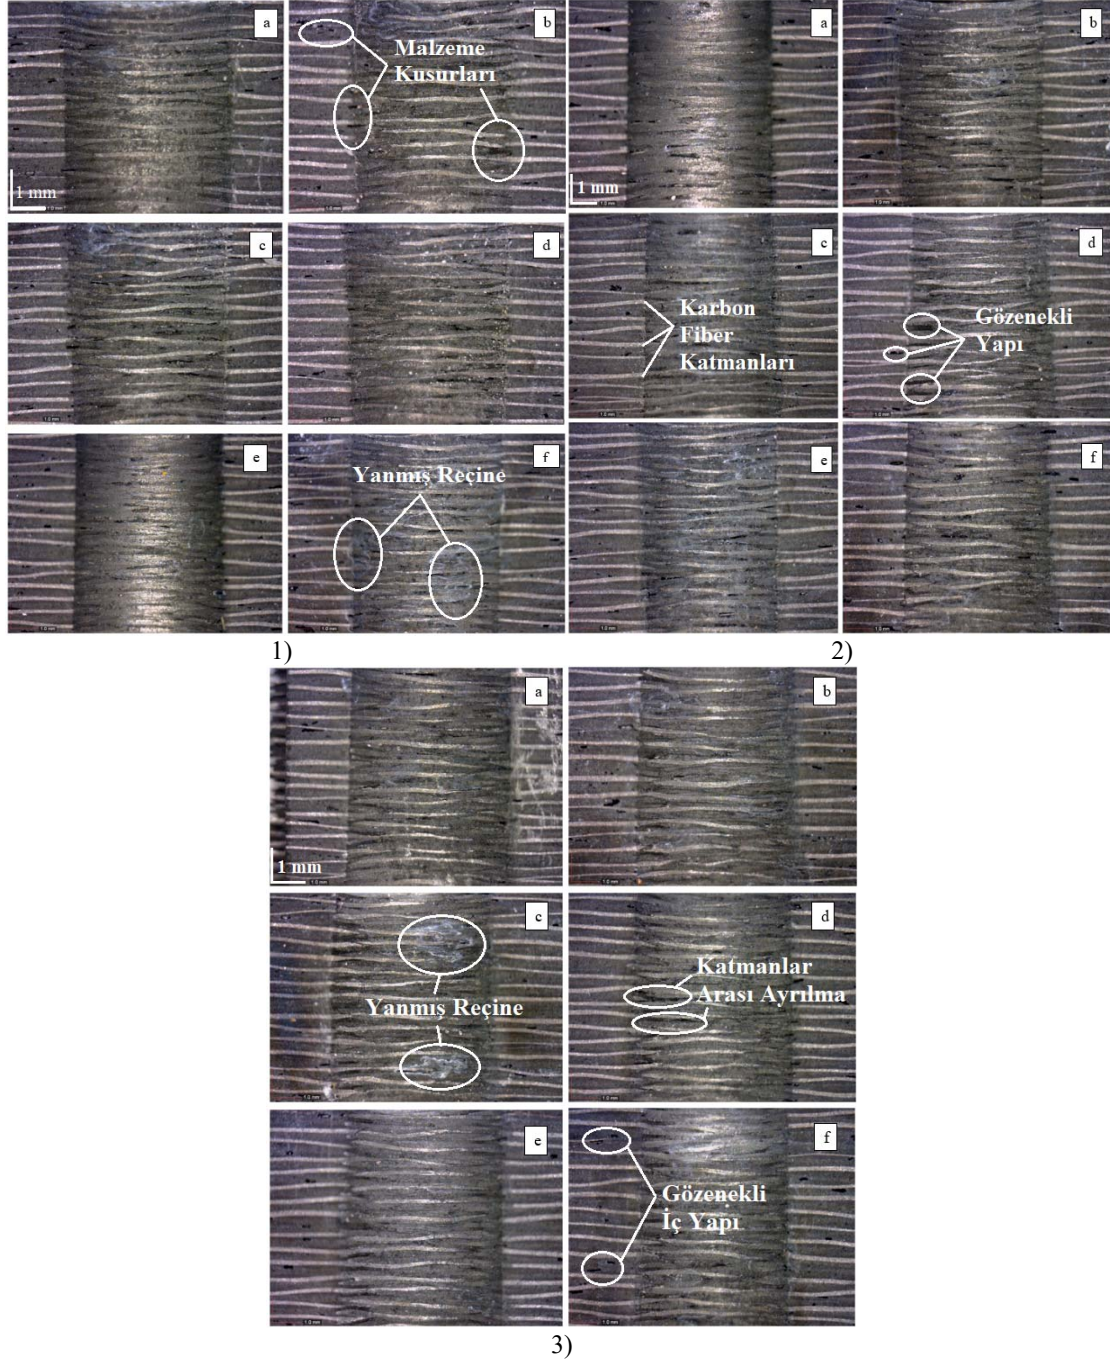 a
b
Malzeme
Kusurları
1 mm
c
d
e
f
Yanmış Reçine
1)
a
b
1 mm
c
Karbon
Fiber
Katmanları
d
Gözenekli
Yapı
e
f
2)
a
1 mm
b
c
Yanmış Reçine
d
Katmanlar
Arası Ayrılma
e
f
Gözenekli
İç Yapı
3)